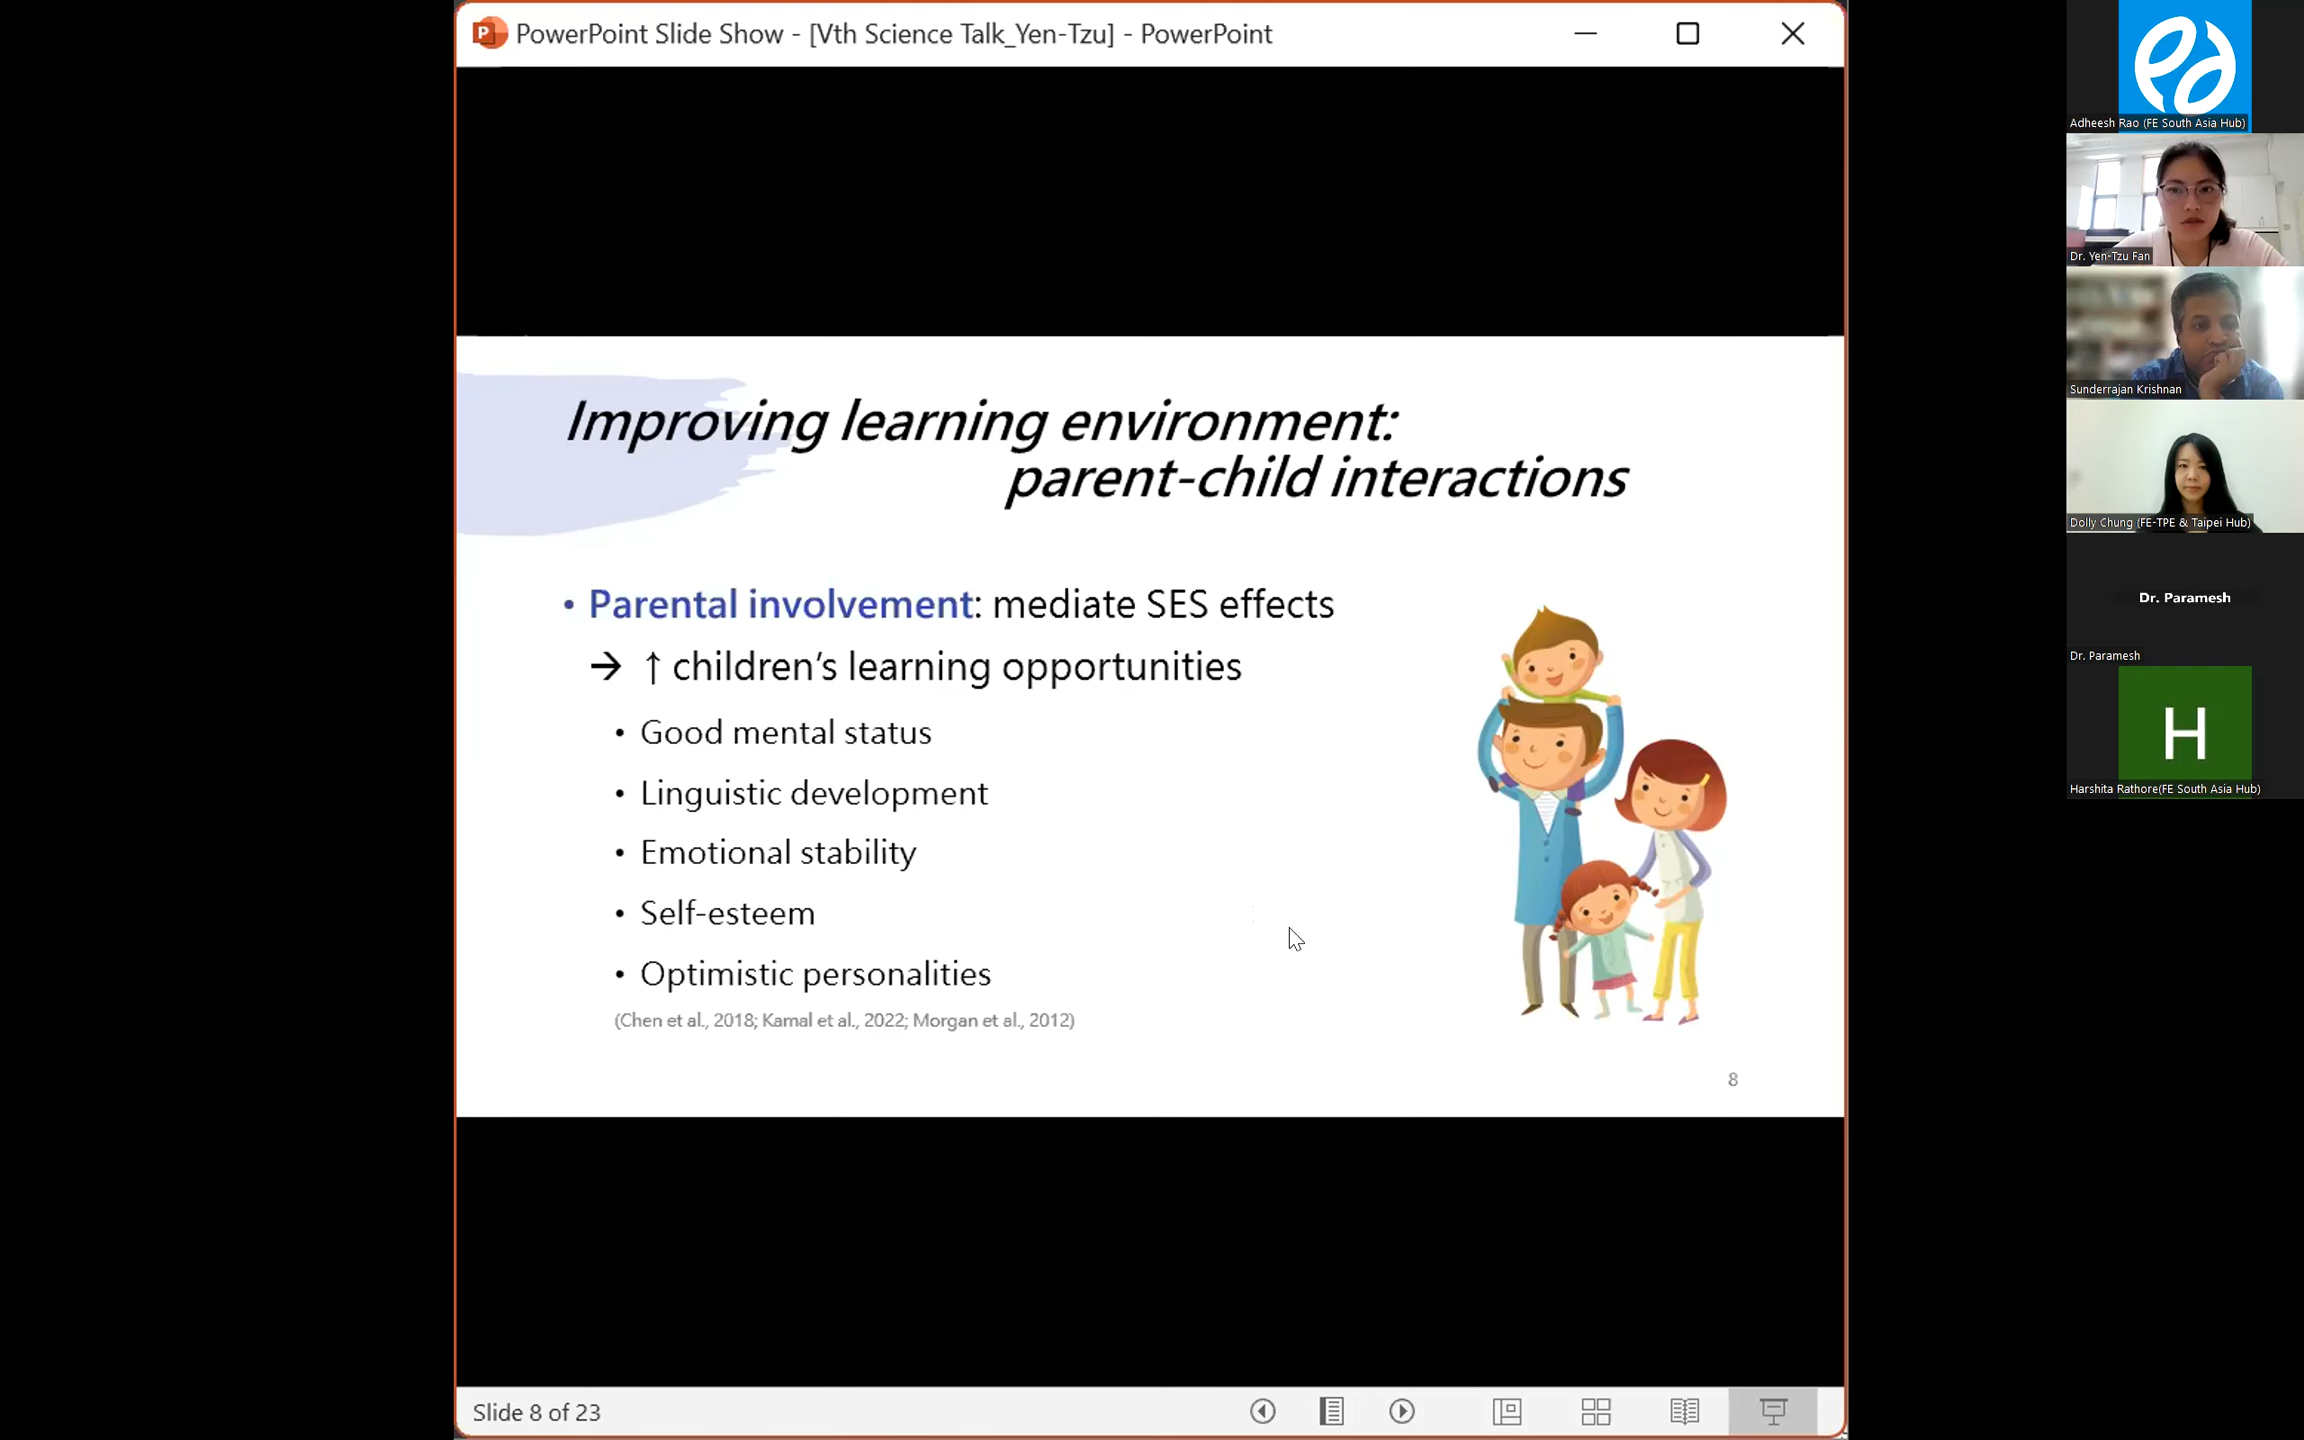 PowerPoint Slide Show - [Vth Science Talk_Yen-Tzu] - PowerPoint
Improving learning environment:
parent-child interactions
• Parental involvement: mediate SES effects
→ ↑ children’s learning opportunities
• Good mental status
• Linguistic development
• Emotional stability
• Self-esteem
• Optimistic personalities
(Chen et al., 2018; Kamal et al., 2022; Morgan et al., 2012)
8
Slide 8 of 23
Adheesh Rao (FE South Asia Hub)
Dr. Yen-Tzu Fan
Sunderrajan Krishnan
Dolly Chung (FE-TPE & Taipei Hub)
Dr. Paramesh
Dr. Paramesh
H
Harshita Rathore(FE South Asia Hub)